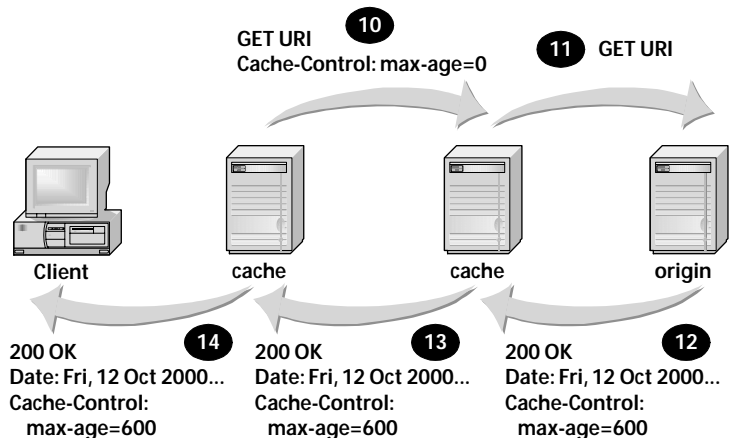 10
GET URI
Cache-Control: max-age=0
11
GET URI
Client
cache
cache
origin
14
200 OK
Date: Fri, 12 Oct 2000...
Cache-Control:
max-age=600
13
200 OK
Date: Fri, 12 Oct 2000...
Cache-Control:
max-age=600
12
200 OK
Date: Fri, 12 Oct 2000...
Cache-Control:
max-age=600